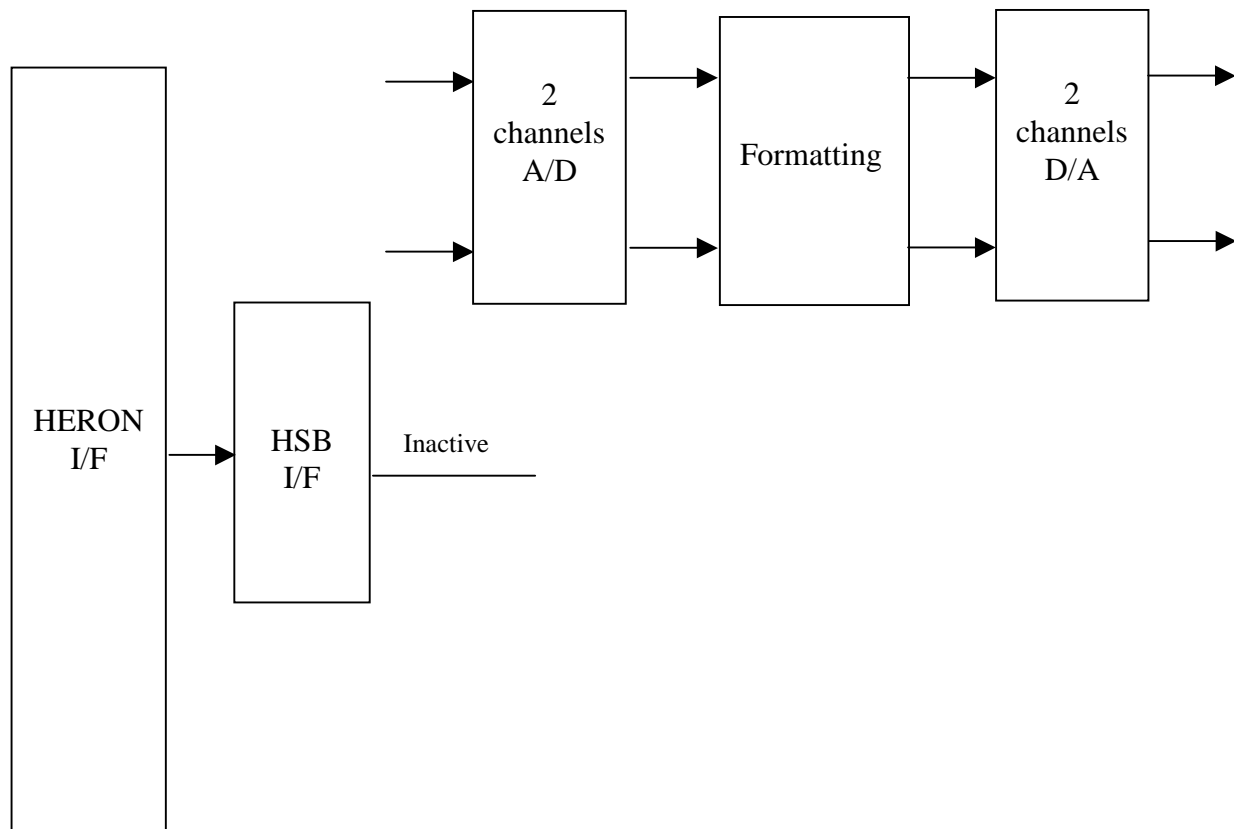 2
channels
A/D
Formatting
2
channels
D/A
HERON
I/F
HSB
I/F
Inactive